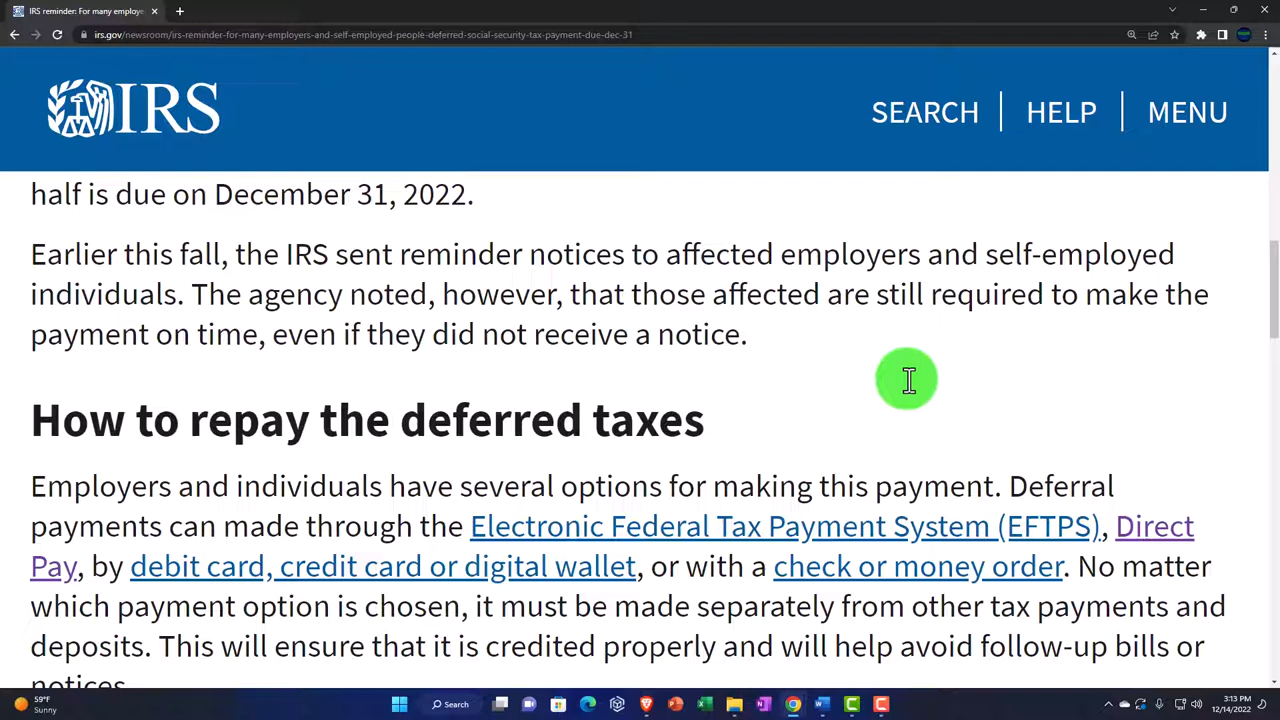 IRS reminder: For many employe
irs.gov/newsroom/irs-reminder-for-many-employers-and-self-employed-people-deferred-social-security-tax-payment-due-dec-31
IRS
SEARCH HELP MENU
half is due on December 31, 2022.
Earlier this fall, the IRS sent reminder notices to affected employers and self-employed
individuals. The agency noted, however, that those affected are still required to make the
payment on time, even if they did not receive a notice.
How to repay the deferred taxes
Employers and individuals have several options for making this payment. Deferral
payments can made through the Electronic Federal Tax Payment System (EFTPS), Direct
Pay, by debit card, credit card or digital wallet, or with a check or money order. No matter
which payment option is chosen, it must be made separately from other tax payments and
deposits. This will ensure that it is credited properly and will help avoid follow-up bills or
notices.
59°F
Sunny
Search
3:13 PM
12/14/2022